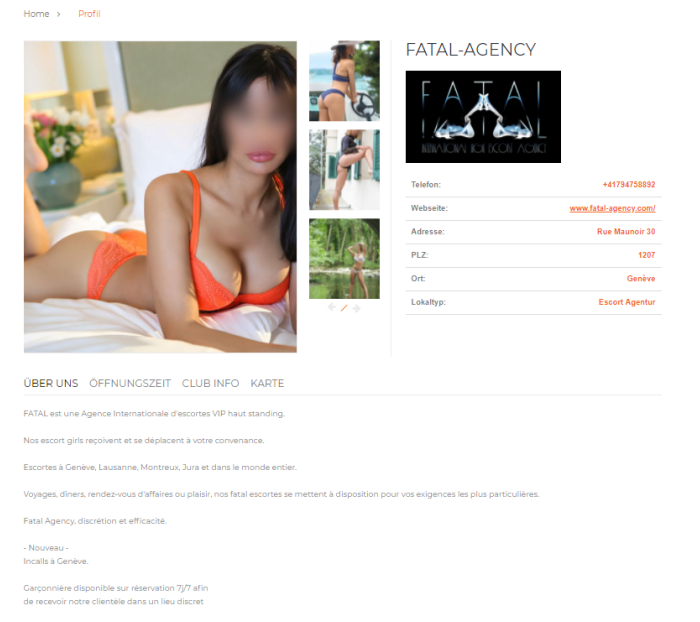 Home > Profil
FATAL-AGENCY
FATAL
INTERNATIONAL HIGH ESCORT AGENCY
Telefon: +41794758892
Webseite: www.fatal-agency.com/
Adresse: Rue Maunoir 30
PLZ: 1207
Ort: Genève
Lokaltyp: Escort Agentur
ÜBER UNS ÖFFNUNGSZEIT CLUB INFO KARTE
FATAL est une Agence Internationale d'escortes VIP haut standing.
Nos escort girls reçoivent et se déplacent à votre convenance.
Escortes à Genève, Lausanne, Montreux, Jura et dans le monde entier.
Voyages, dîners, rendez-vous d'affaires ou plaisir, nos fatal escortes se mettent à disposition pour vos exigences les plus particulières.
Fatal Agency, discrétion et efficacité.
- Nouveau -
Incalls à Genève.
Garçonnière disponible sur réservation 7j/7 afin
de recevoir notre clientèle dans un lieu discret